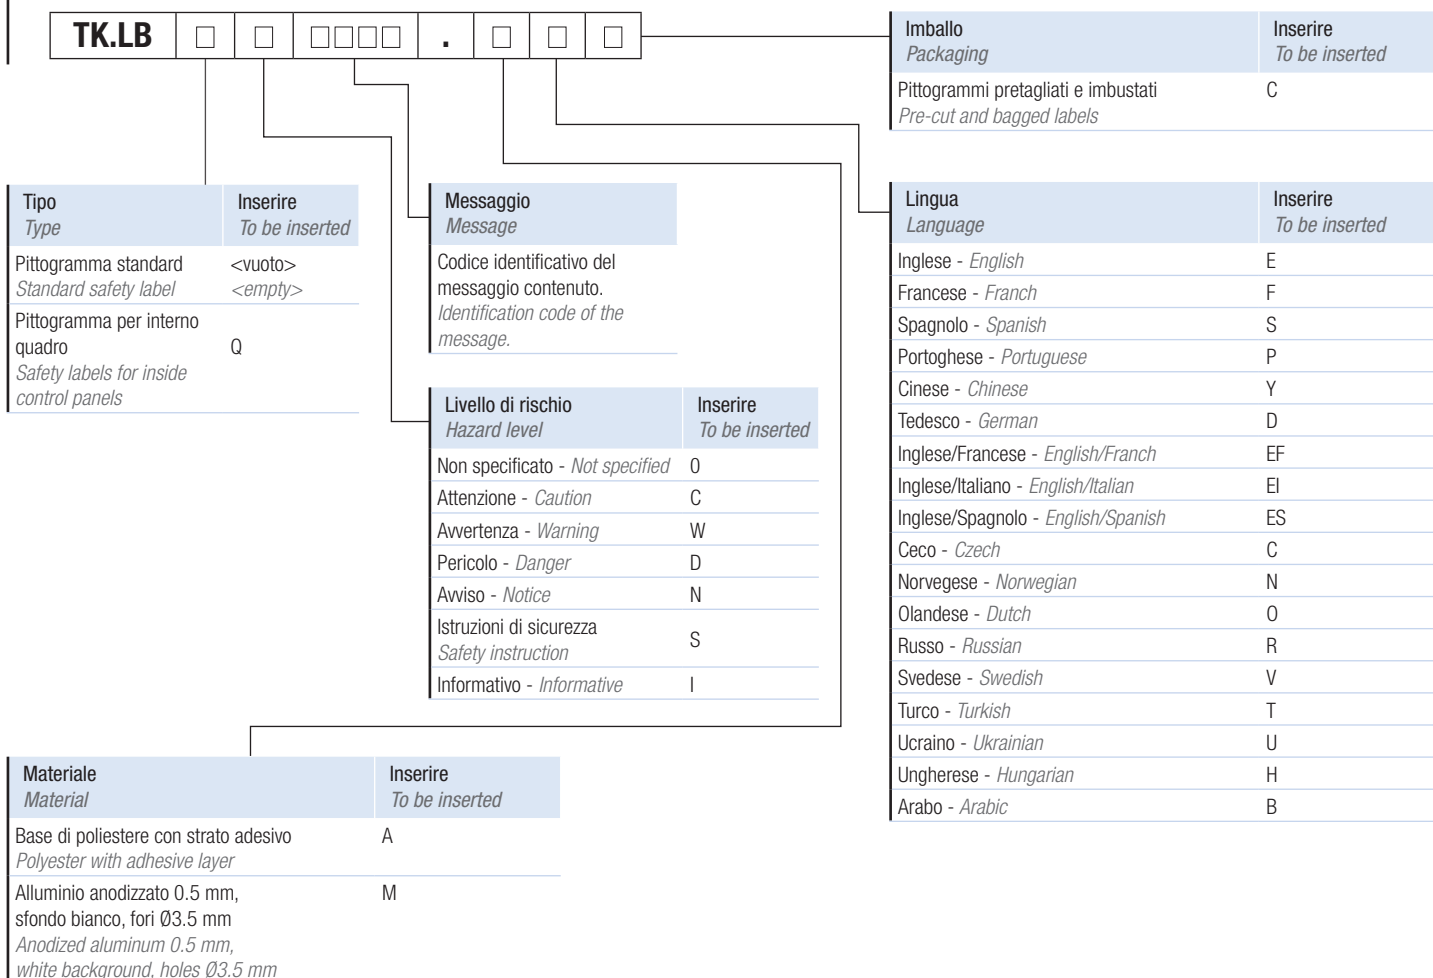 TK.LB □ □ □□□□ . □ □ □
Imballo Inserire
Packaging To be inserted
Pittogrammi pretagliati e imbustati C
Pre-cut and bagged labels
Tipo Inserire
Type To be inserted
Pittogramma standard <vuoto>
Standard safety label <empty>
Pittogramma per interno
quadro Q
Safety labels for inside
control panels
Messaggio
Message
Codice identificativo del
messaggio contenuto.
Identification code of the
message.
Livello di rischio Inserire
Hazard level To be inserted
Non specificato - Not specified 0
Attenzione - Caution C
Avvertenza - Warning W
Pericolo - Danger D
Avviso - Notice N
Istruzioni di sicurezza S
Safety instruction
Informativo - Informative I
Lingua Inserire
Language To be inserted
Inglese - English E
Francese - Franch F
Spagnolo - Spanish S
Portoghese - Portuguese P
Cinese - Chinese Y
Tedesco - German D
Inglese/Francese - English/Franch EF
Inglese/Italiano - English/Italian EI
Inglese/Spagnolo - English/Spanish ES
Ceco - Czech C
Norvegese - Norwegian N
Olandese - Dutch O
Russo - Russian R
Svedese - Swedish V
Turco - Turkish T
Ucraino - Ukrainian U
Ungherese - Hungarian H
Arabo - Arabic B
Materiale Inserire
Material To be inserted
Base di poliestere con strato adesivo A
Polyester with adhesive layer
Alluminio anodizzato 0.5 mm, M
sfondo bianco, fori Ø3.5 mm
Anodized aluminum 0.5 mm,
white background, holes Ø3.5 mm